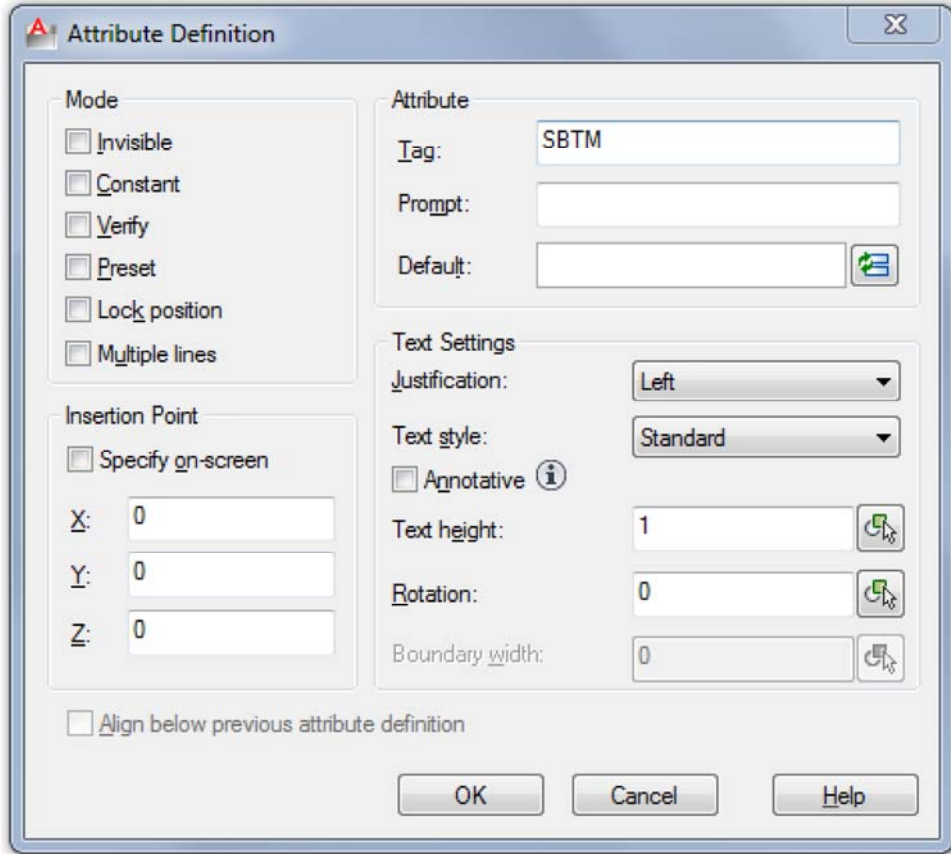 Attribute Definition
Mode
Invisible
Constant
Verify
Preset
Lock position
Multiple lines
Insertion Point
Specify on-screen
X: 0
Y: 0
Z: 0
Attribute
Tag: SBTM
Prompt:
Default:
Text Settings
Justification: Left
Text style: Standard
Annotative
Text height: 1
Rotation: 0
Boundary width: 0
Align below previous attribute definition
OK Cancel Help